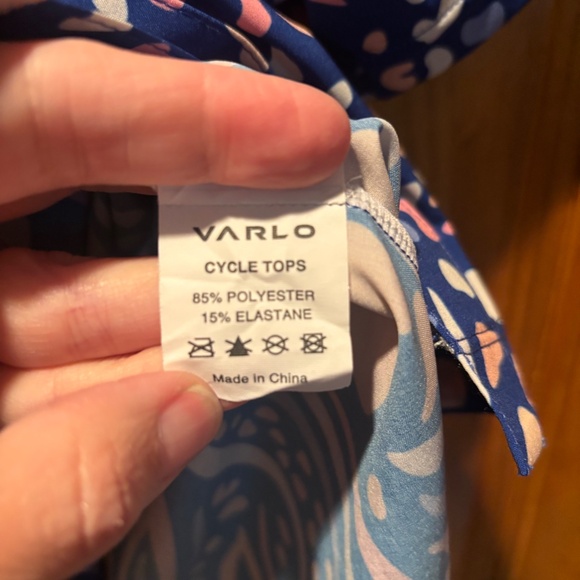 VARLO
CYCLE TOPS
85% POLYESTER
15% ELASTANE
Made in China